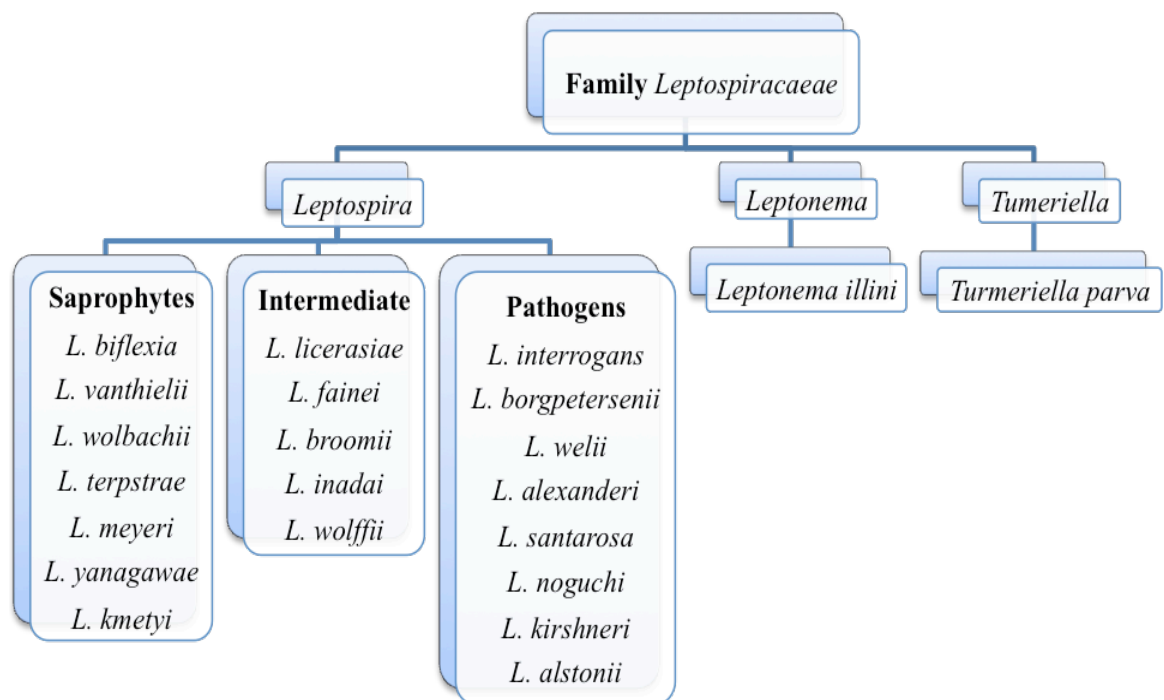 Family Leptospiracaeae
Leptospira
Leptonema
Tumeriella
Leptonema illini
Turmeriella parva
Saprophytes
L. biflexia
L. vanthielii
L. wolbachii
L. terpstrae
L. meyeri
L. yanagawae
L. kmetyi
Intermediate
L. licerasiae
L. fainei
L. broomii
L. inadai
L. wolffii
Pathogens
L. interrogans
L. borgpetersenii
L. welii
L. alexanderi
L. santarosa
L. noguchi
L. kirshneri
L. alstonii